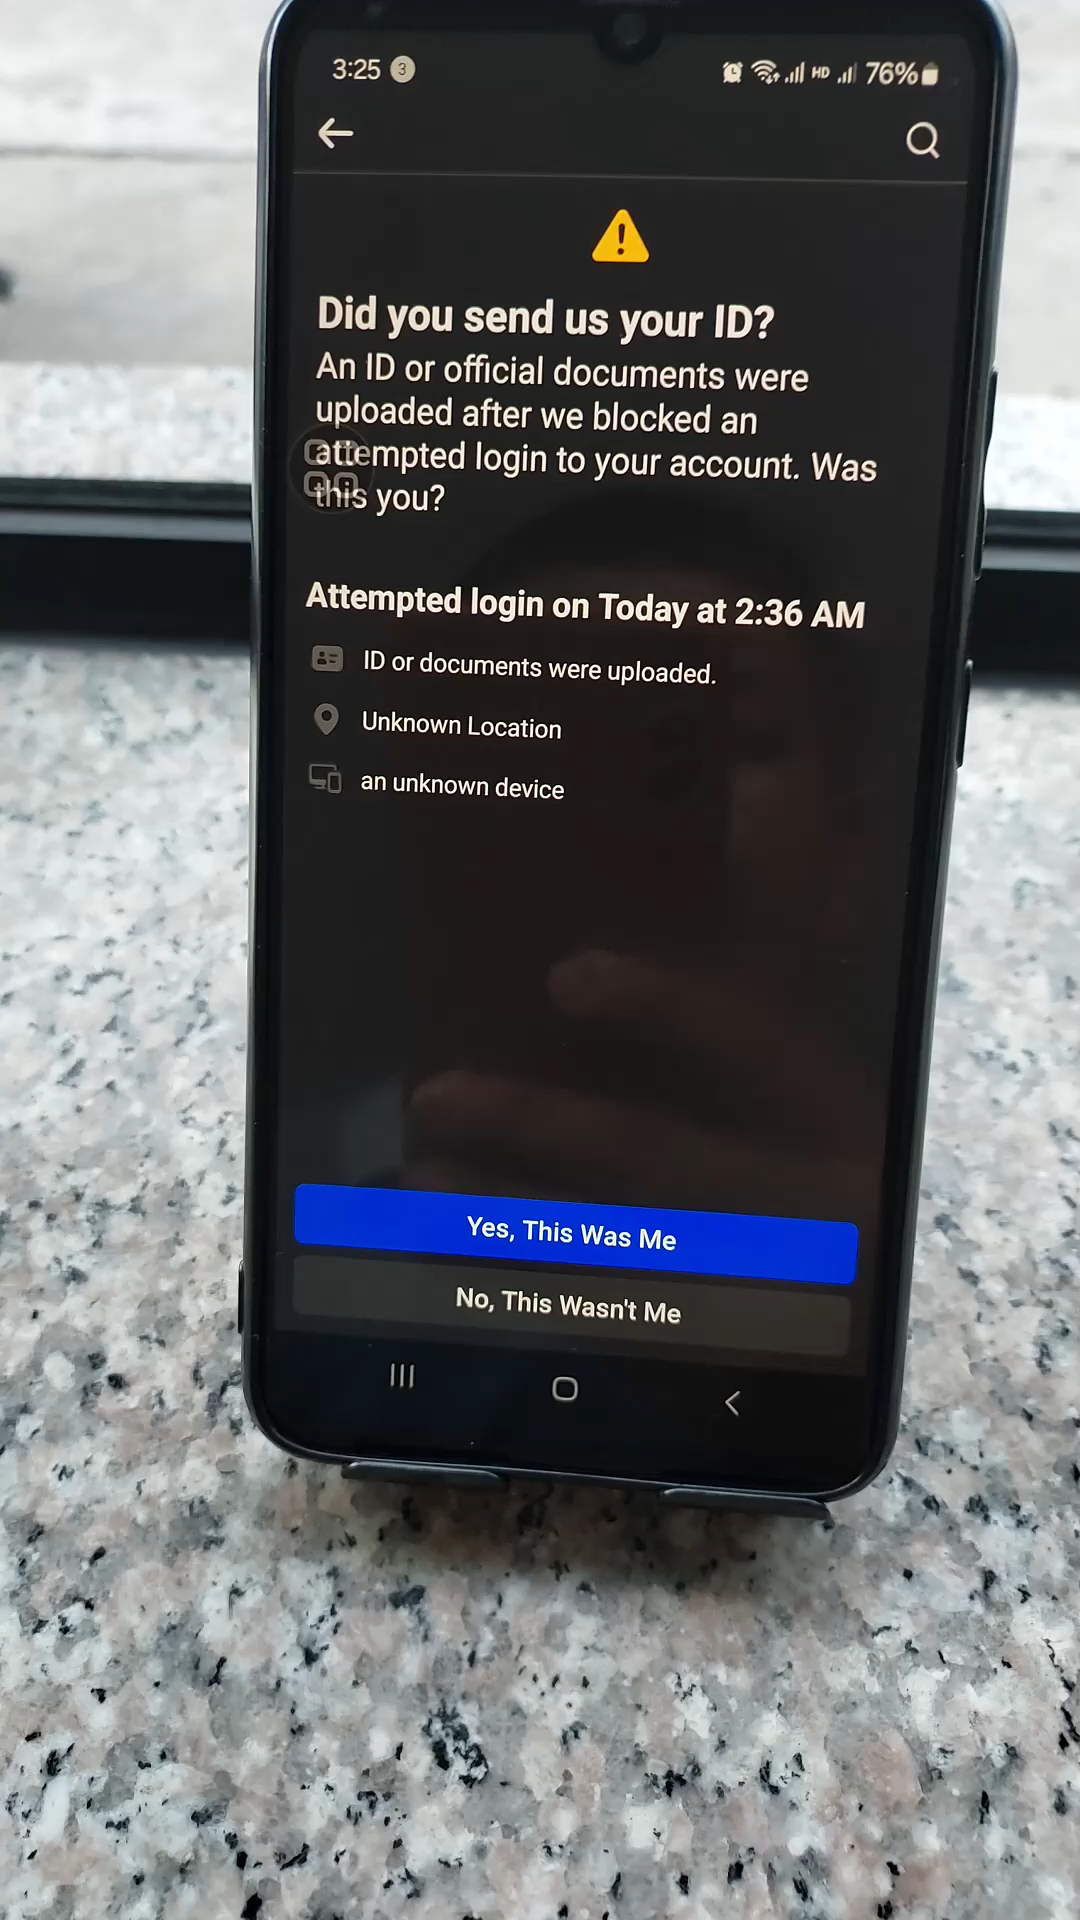 3:25 3 HD 76%
Did you send us your ID?
An ID or official documents were
uploaded after we blocked an
attempted login to your account. Was
this you?
Attempted login on Today at 2:36 AM
ID or documents were uploaded.
Unknown Location
an unknown device
Yes, This Was Me
No, This Wasn't Me